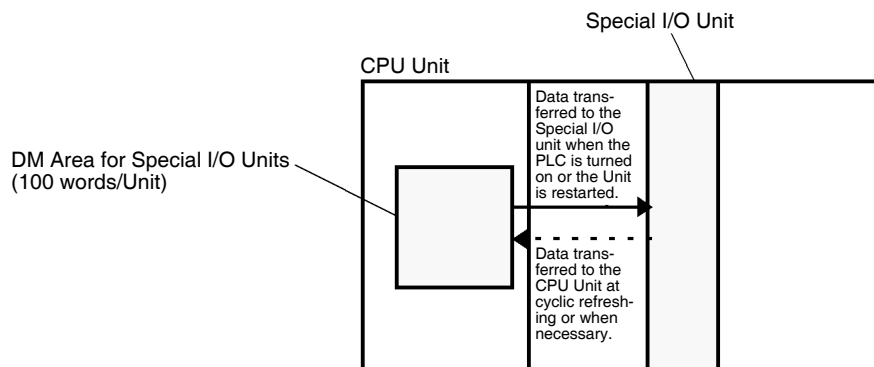 Special I/O Unit
CPU Unit
Data trans-
ferred to the
Special I/O
unit when the
PLC is turned
on or the Unit
is restarted.
DM Area for Special I/O Units
(100 words/Unit)
Data trans-
ferred to the
CPU Unit at
cyclic refresh-
ing or when
necessary.